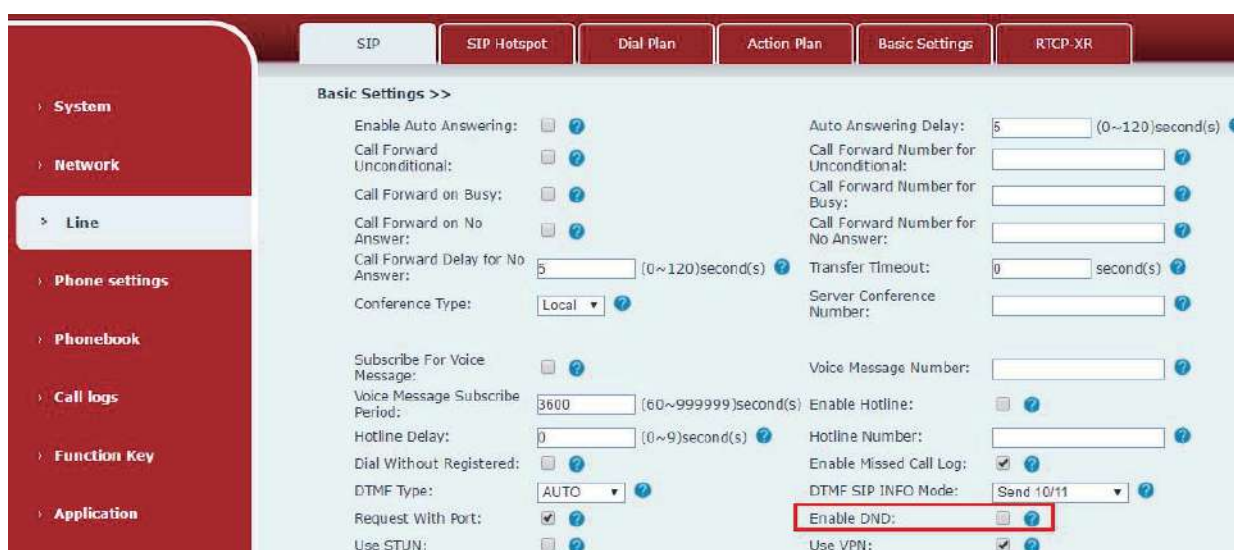 SIP
SIP Hotspot
Dial Plan
Action Plan
Basic Settings
RTCP-XR
System
Network
Line
Phone settings
Phonebook
Call logs
Function Key
Application
Basic Settings >>
Enable Auto Answering:
Auto Answering Delay: 5 (0~120)second(s)
Call Forward
Unconditional:
Call Forward Number for
Unconditional:
Call Forward on Busy:
Call Forward Number for
Busy:
Call Forward on No
Answer:
Call Forward Number for
No Answer:
Call Forward Delay for No
Answer: 5 (0~120)second(s)
Transfer Timeout: 0 second(s)
Conference Type: Local
Server Conference
Number:
Subscribe For Voice
Message:
Voice Message Number:
Voice Message Subscribe
Period: 3600 (60~999999)second(s)
Enable Hotline:
Hotline Delay: 0 (0~9)second(s)
Hotline Number:
Dial Without Registered:
Enable Missed Call Log:
DTMF Type: AUTO
DTMF SIP INFO Mode: Send 10/11
Request With Port:
Enable DND:
Use STUN:
Use VPN: